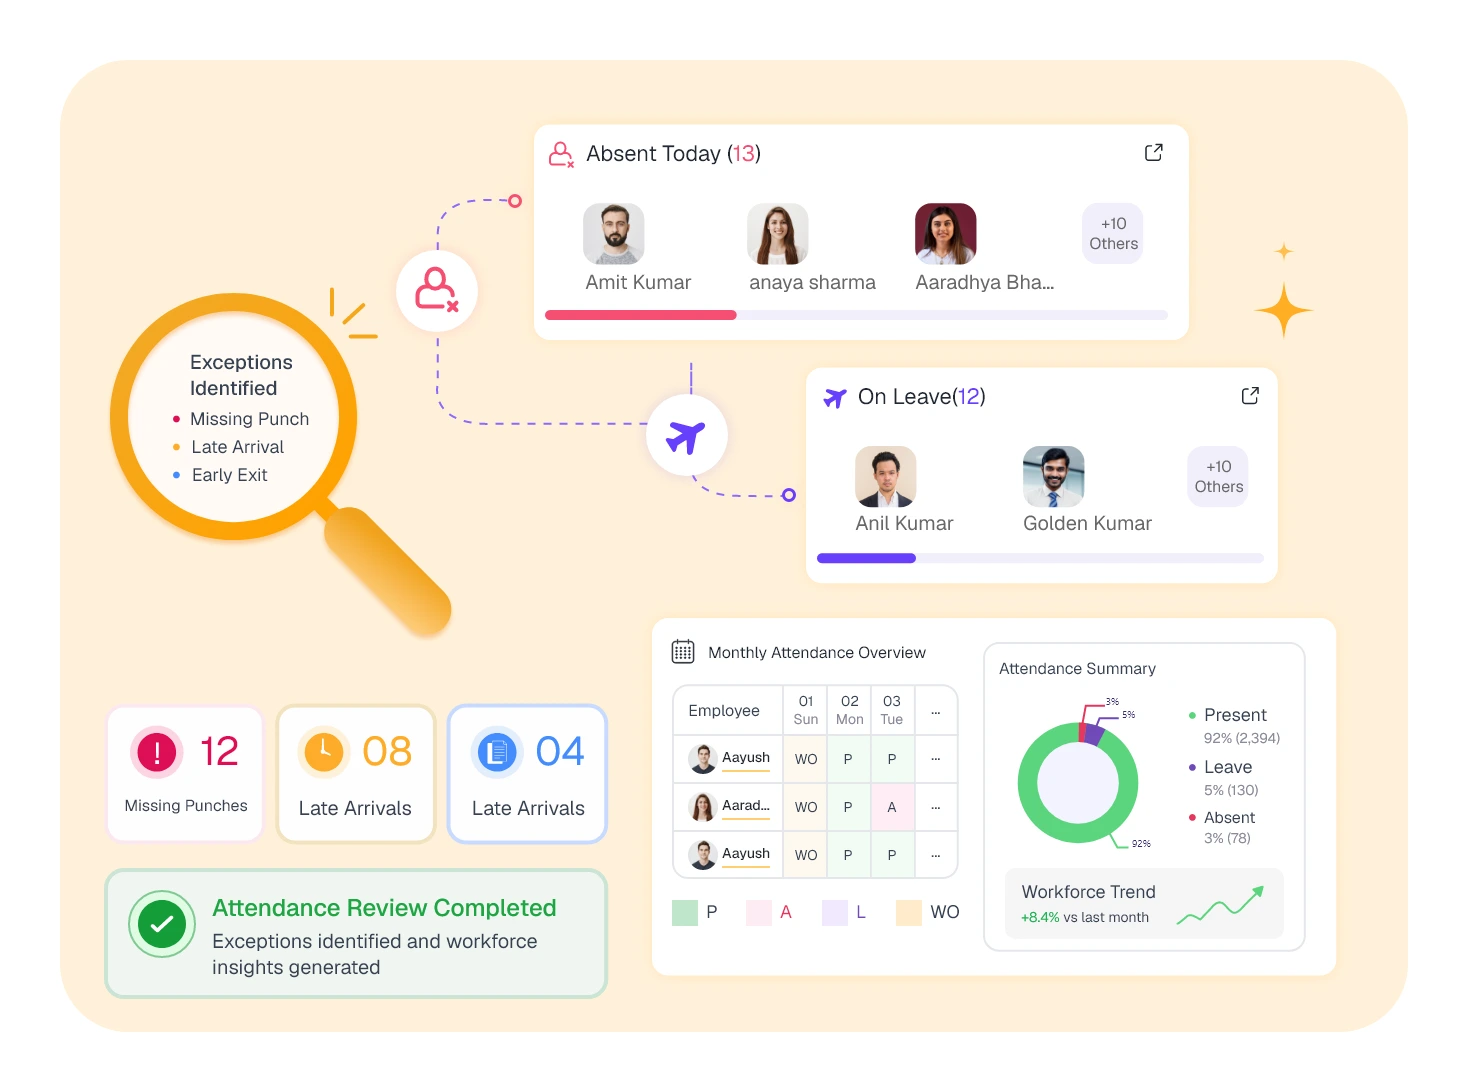 Absent Today (13)
Amit Kumar
anaya sharma
Aaradhya Bha...
+10
Others
Exceptions
Identified
Missing Punch
Late Arrival
Early Exit
On Leave(12)
Anil Kumar
Golden Kumar
+10
Others
12
Missing Punches
08
Late Arrivals
04
Late Arrivals
Attendance Review Completed
Exceptions identified and workforce
insights generated
Monthly Attendance Overview
Employee 01 02 03 ...
Sun Mon Tue
Aayush WO P P ...
Aarad... WO P A ...
Aayush WO P P ...
P A L WO
Attendance Summary
3%
5%
92%
Present
92% (2,394)
Leave
5% (130)
Absent
3% (78)
Workforce Trend
+8.4% vs last month